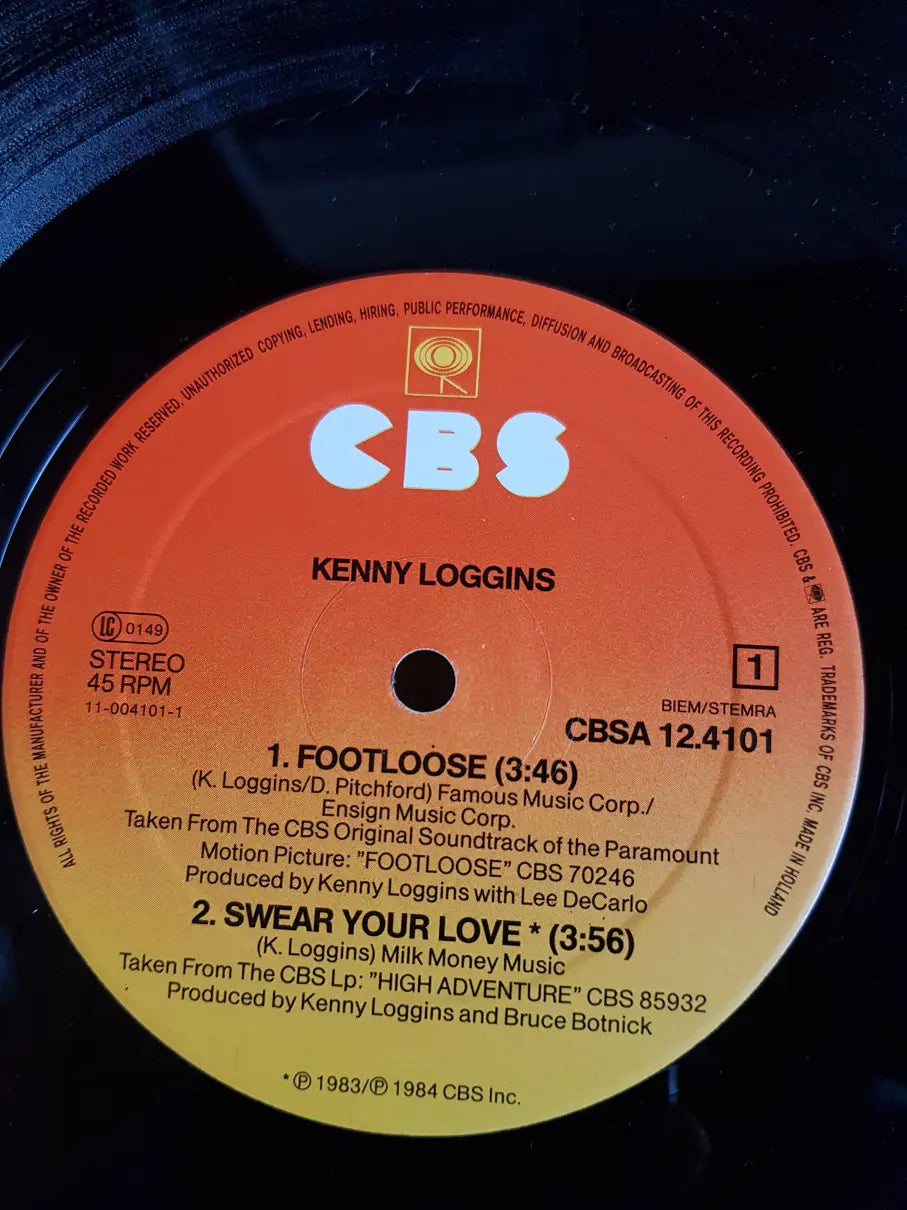 ALL RIGHTS OF THE MANUFACTURER AND OF THE OWNER OF THE RECORDED WORK RESERVED. UNAUTHORIZED COPYING, LENDING, HIRING, PUBLIC PERFORMANCE, DIFFUSION AND BROADCASTING OF THIS RECORDING PROHIBITED. CBS & ARE REG. TRADEMARKS OF CBS INC. MADE IN HOLLAND
CBS
KENNY LOGGINS
LC 0149
STEREO
45 RPM
11-004101-1
1
BIEM/STEMRA
CBSA 12.4101
1. FOOTLOOSE (3:46)
(K. Loggins/D. Pitchford) Famous Music Corp./
Ensign Music Corp.
Taken From The CBS Original Soundtrack of the Paramount
Motion Picture: ”FOOTLOOSE” CBS 70246
Produced by Kenny Loggins with Lee DeCarlo
2. SWEAR YOUR LOVE * (3:56)
(K. Loggins) Milk Money Music
Taken From The CBS Lp: ”HIGH ADVENTURE” CBS 85932
Produced by Kenny Loggins and Bruce Botnick
* ℗ 1983/℗ 1984 CBS Inc.